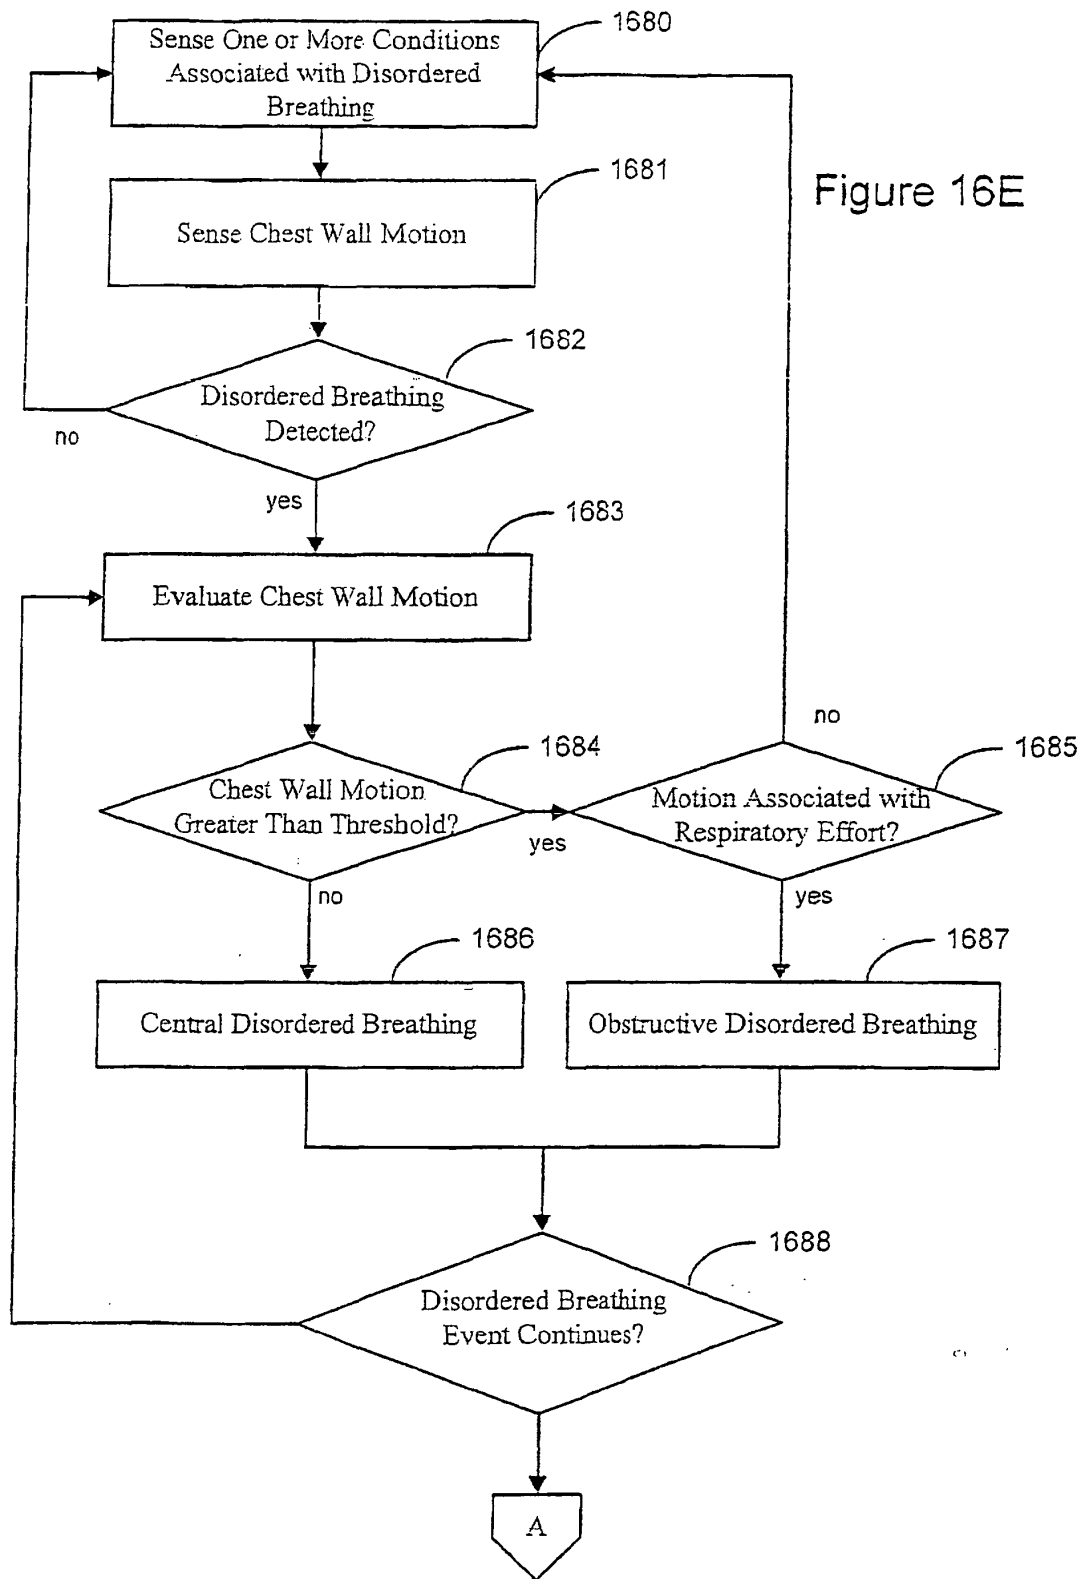 1680
Sense One or More Conditions
Associated with Disordered
Breathing
1681
Figure 16E
Sense Chest Wall Motion
1682
Disordered Breathing
Detected?
no
yes
1683
Evaluate Chest Wall Motion
no
1684
1685
Chest Wall Motion
Greater Than Threshold?
Motion Associated with
Respiratory Effort?
yes
no
yes
1686
1687
Central Disordered Breathing
Obstructive Disordered Breathing
1688
Disordered Breathing
Event Continues?
A